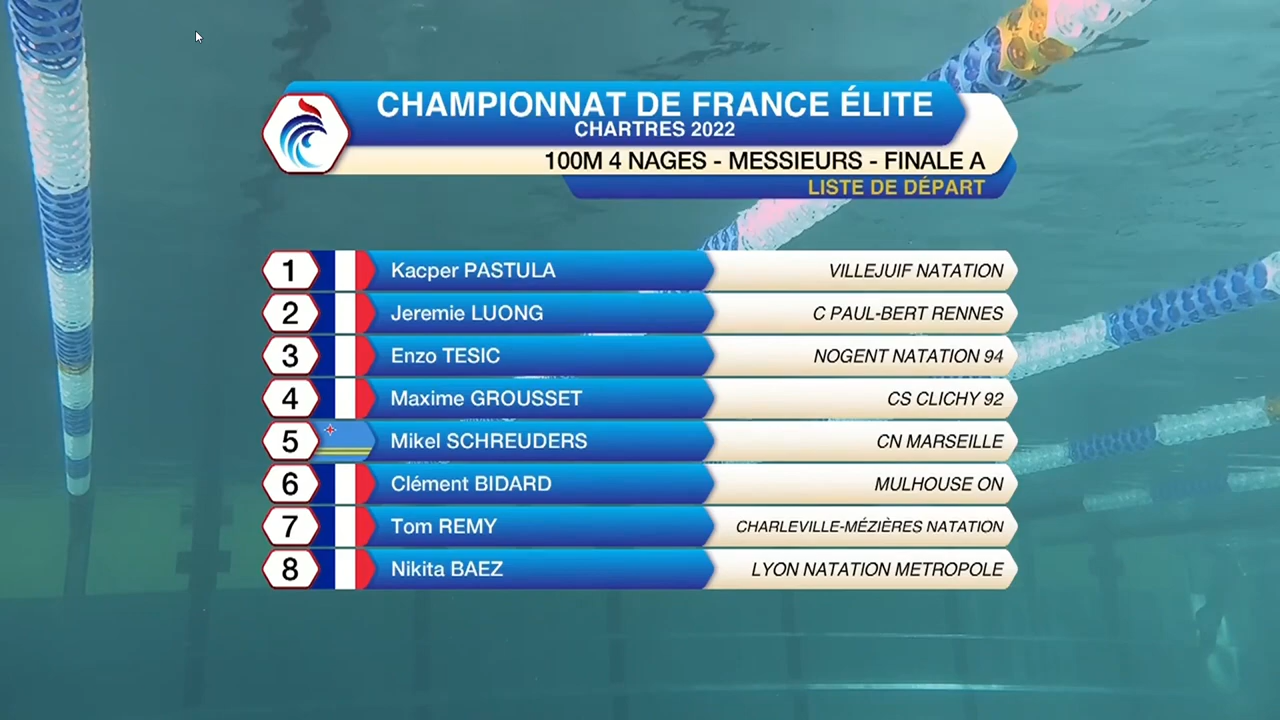 CHAMPIONNAT DE FRANCE ÉLITE
CHARTRES 2022
100M 4 NAGES - MESSIEURS - FINALE A
LISTE DE DÉPART
1 Kacper PASTULA VILLEJUIF NATATION
2 Jeremie LUONG C PAUL-BERT RENNES
3 Enzo TESIC NOGENT NATATION 94
4 Maxime GROUSSET CS CLICHY 92
5 Mikel SCHREUDERS CN MARSEILLE
6 Clément BIDARD MULHOUSE ON
7 Tom REMY CHARLEVILLE-MÉZIÈRES NATATION
8 Nikita BAEZ LYON NATATION METROPOLE